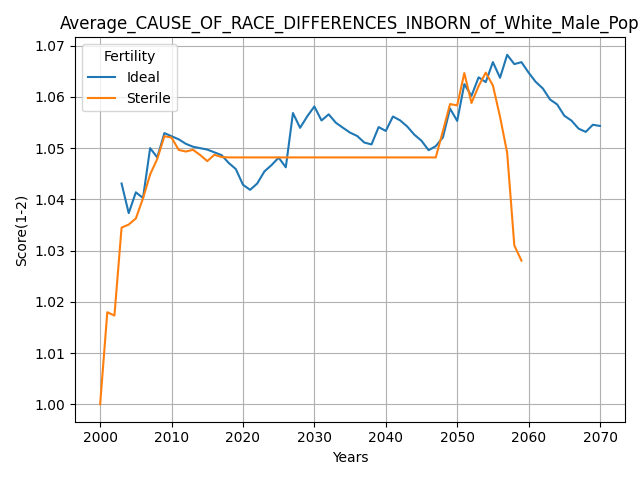 Average_CAUSE_OF_RACE_DIFFERENCES_INBORN_of_White_Male_Pop
Fertility
Ideal
Sterile
Score(1-2)
1.07
1.06
1.05
1.04
1.03
1.02
1.01
1.00
2000 2010 2020 2030 2040 2050 2060 2070
Years